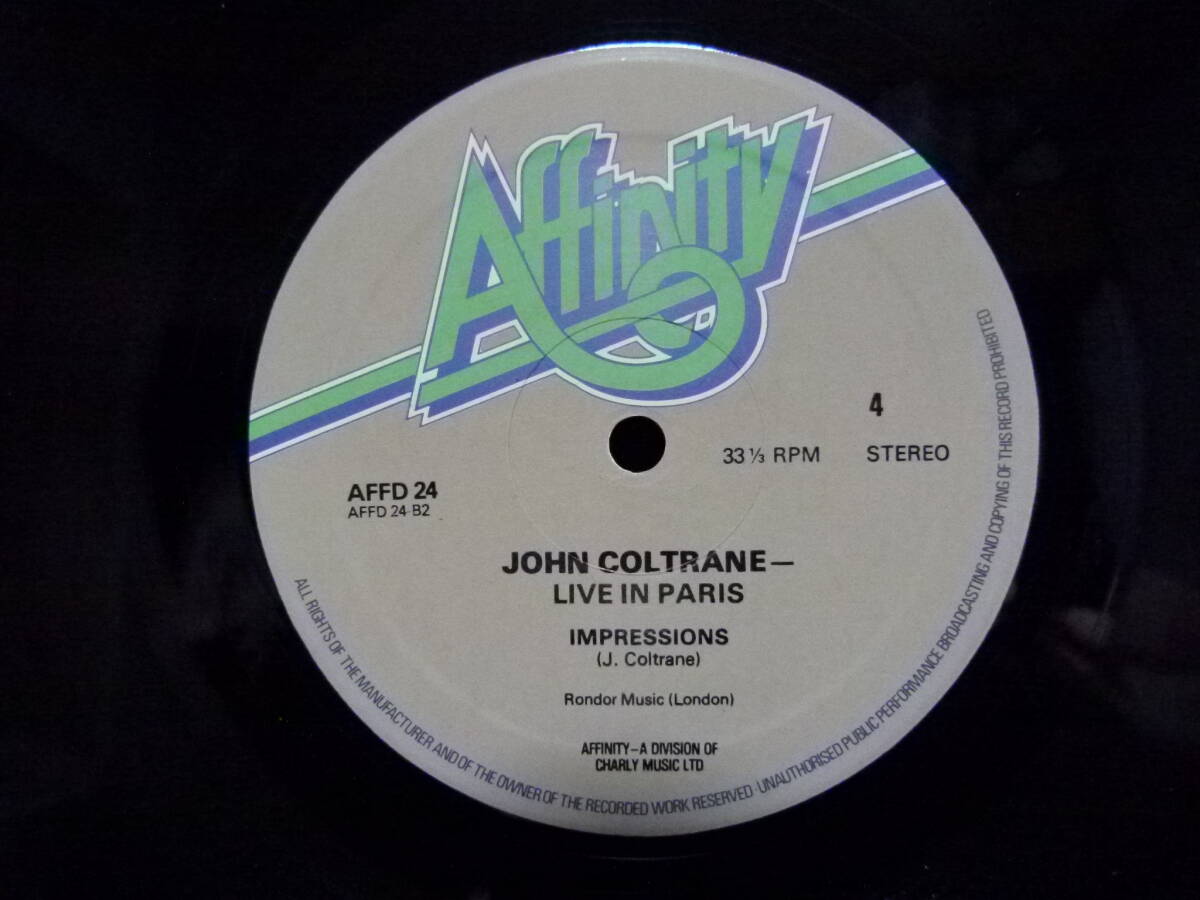 Affinity
4
33 ⅓ RPM STEREO
AFFD 24
AFFD 24-B2
JOHN COLTRANE—
LIVE IN PARIS
IMPRESSIONS
(J. Coltrane)
Rondor Music (London)
AFFINITY—A DIVISION OF
CHARLY MUSIC LTD
ALL RIGHTS OF THE MANUFACTURER AND OF THE OWNER OF THE RECORDED WORK RESERVED · UNAUTHORISED PUBLIC PERFORMANCE BROADCASTING AND COPYING OF THIS RECORD PROHIBITED